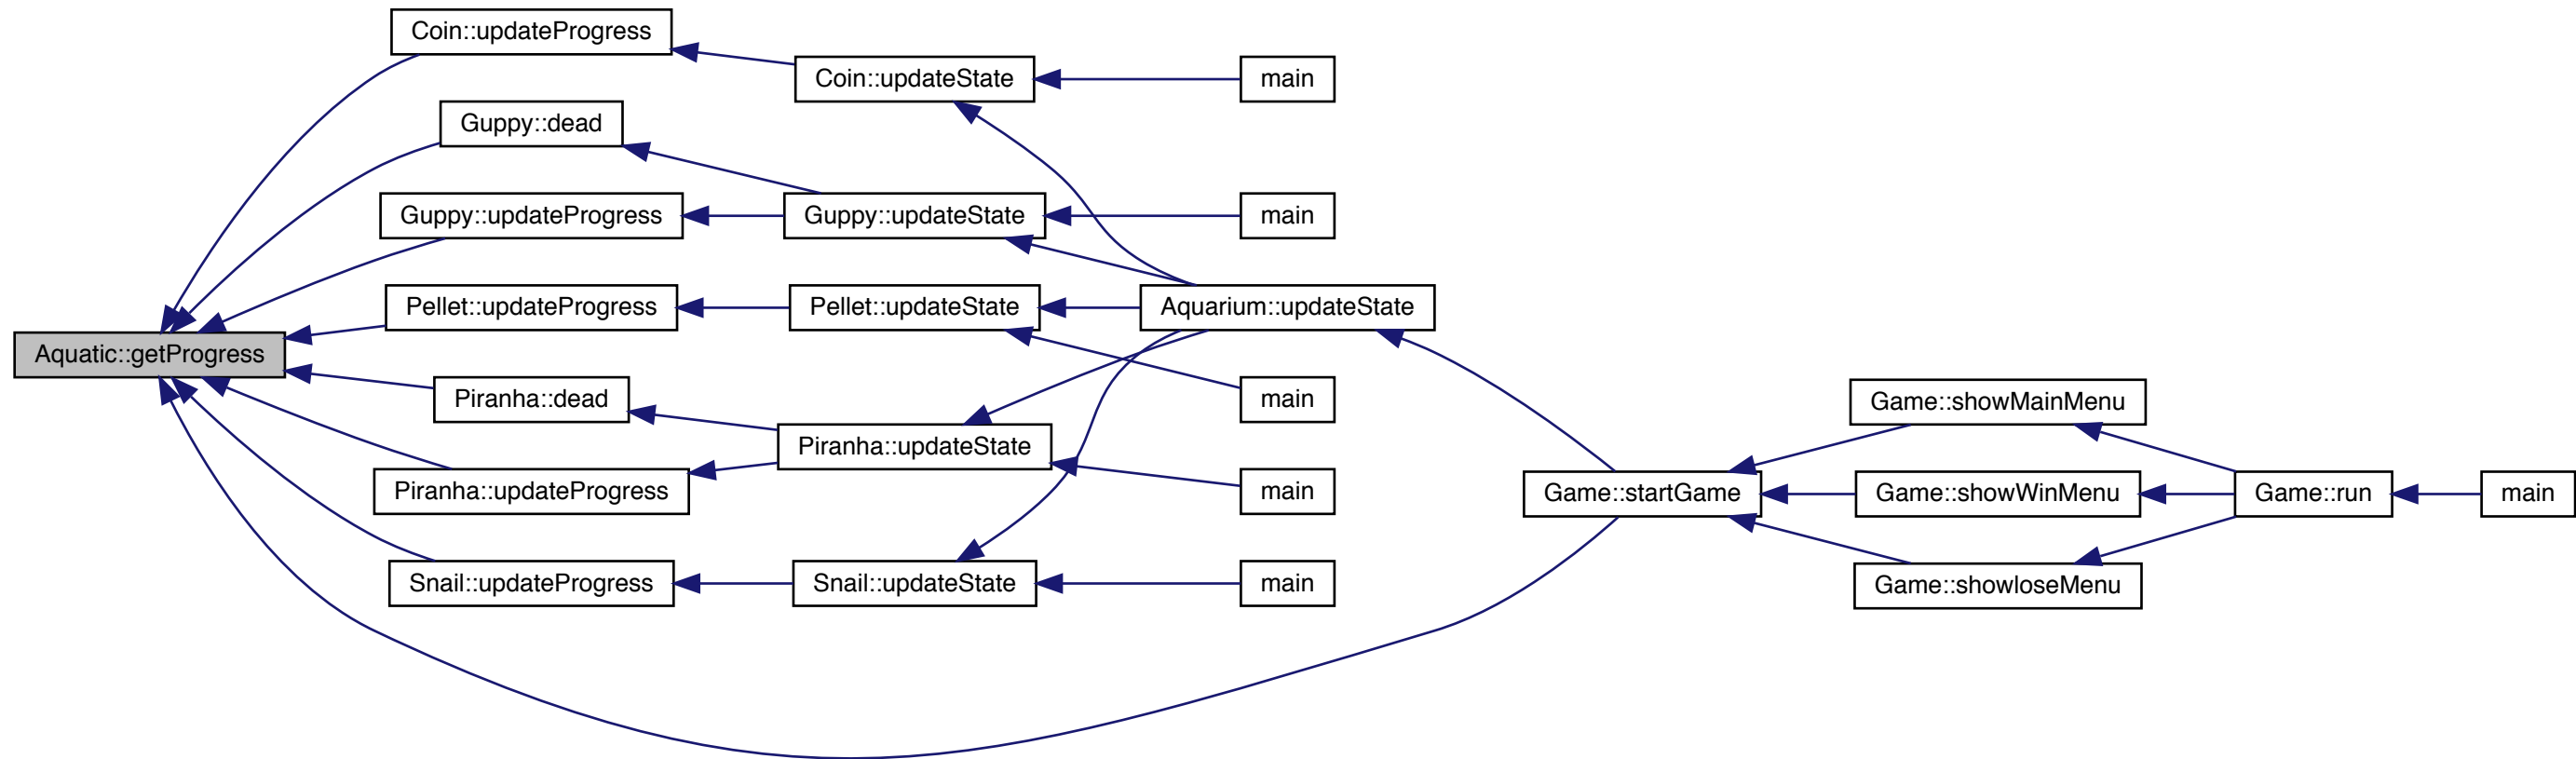 Coin::updateProgress
Coin::updateState
main
Guppy::dead
Guppy::updateProgress
Guppy::updateState
main
Pellet::updateProgress
Pellet::updateState
Aquarium::updateState
Aquatic::getProgress
Piranha::dead
main
Game::showMainMenu
Piranha::updateState
Piranha::updateProgress
main
Game::startGame
Game::showWinMenu
Game::run
main
Snail::updateProgress
Snail::updateState
main
Game::showloseMenu